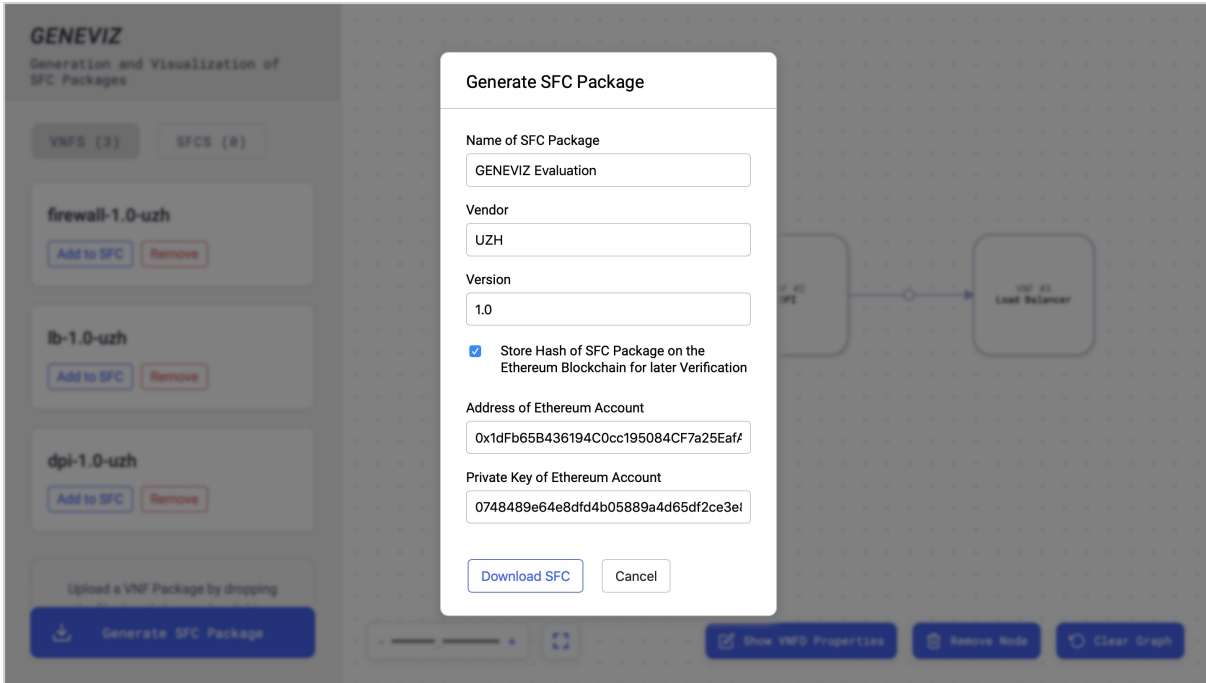 GENEVIZ
Generation and Visualization of
SFC Packages
VNFS (3)
SFCS (0)
firewall-1.0-uzh
Add to SFC
Remove
lb-1.0-uzh
Add to SFC
Remove
dpi-1.0-uzh
Add to SFC
Remove
Upload a VNF Package by dropping
Generate SFC Package
Generate SFC Package
Name of SFC Package
GENEVIZ Evaluation
Vendor
UZH
Version
1.0
Store Hash of SFC Package on the
Ethereum Blockchain for later Verification
Address of Ethereum Account
0x1dFb65B436194C0cc195084CF7a25Eaf
Private Key of Ethereum Account
0748489e64e8dfd4b05889a4d65df2ce3e
Download SFC
Cancel
VNF #3
Load Balancer
- +
Show VNFD Properties
Remove Node
Clear Graph